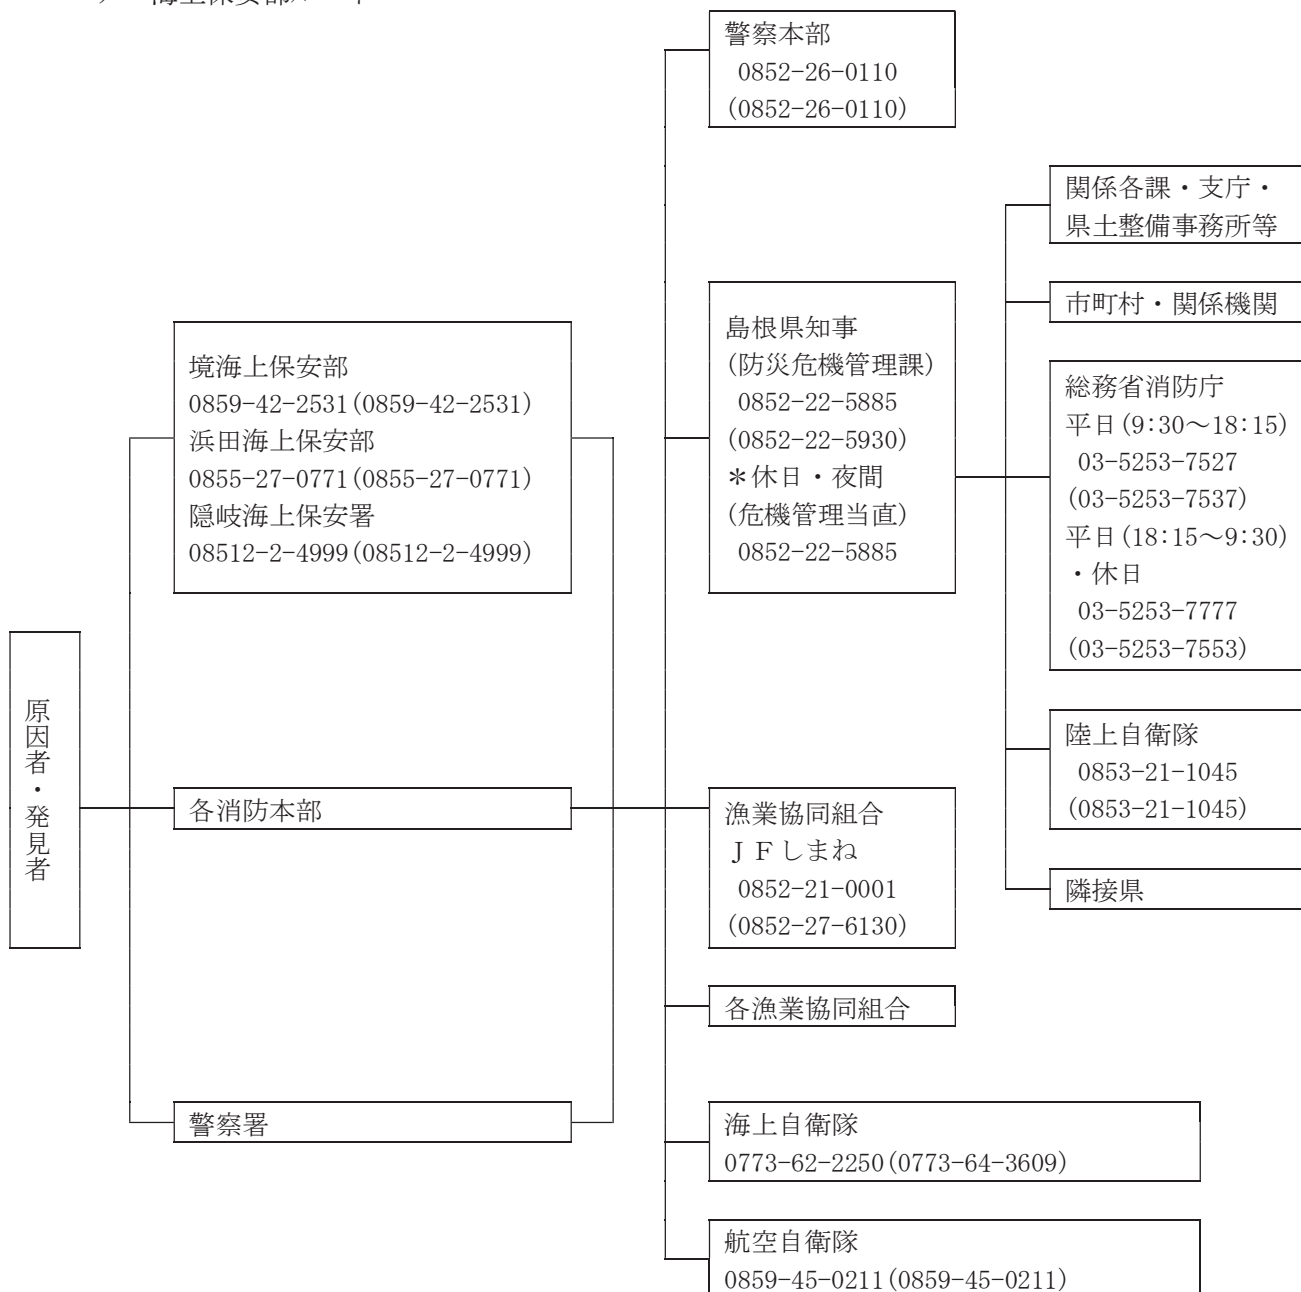 原因者・発見者
境海上保安部
0859-42-2531(0859-42-2531)
浜田海上保安部
0855-27-0771(0855-27-0771)
隠岐海上保安署
08512-2-4999(08512-2-4999)
各消防本部
警察署
警察本部
0852-26-0110
(0852-26-0110)
島根県知事
(防災危機管理課)
0852-22-5885
(0852-22-5930)
＊休日・夜間
(危機管理当直)
0852-22-5885
漁業協同組合
ＪＦしまね
0852-21-0001
(0852-27-6130)
各漁業協同組合
海上自衛隊
0773-62-2250(0773-64-3609)
航空自衛隊
0859-45-0211(0859-45-0211)
関係各課・支庁・
県土整備事務所等
市町村・関係機関
総務省消防庁
平日(9:30～18:15)
03-5253-7527
(03-5253-7537)
平日(18:15～9:30)
・休日
03-5253-7777
(03-5253-7553)
陸上自衛隊
0853-21-1045
(0853-21-1045)
隣接県